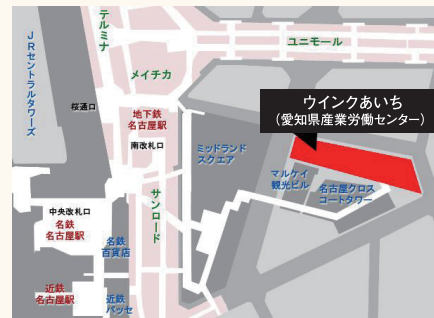 テルミナ
JRセントラルタワーズ
ユニモール
メイチカ
桜通口
地下鉄
名古屋駅
南改札口
ウインクあいち
(愛知県産業労働センター)
ミッドランド
スクエア
マルケイ
観光ビル
名古屋クロス
コートタワー
サンロード
中央改札口
名鉄
名古屋駅
名鉄
百貨店
近鉄
名古屋駅
近鉄
パッセ